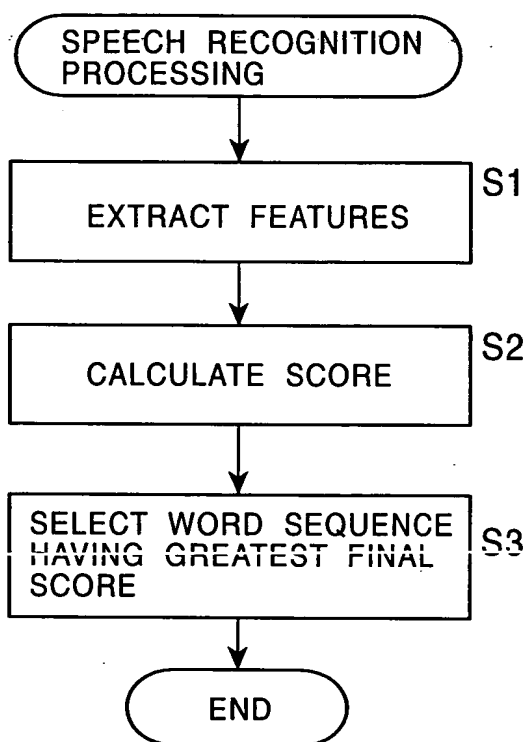 SPEECH RECOGNITION
PROCESSING
S1
EXTRACT FEATURES
S2
CALCULATE SCORE
SELECT WORD SEQUENCE
HAVING GREATEST FINAL S3
SCORE
END